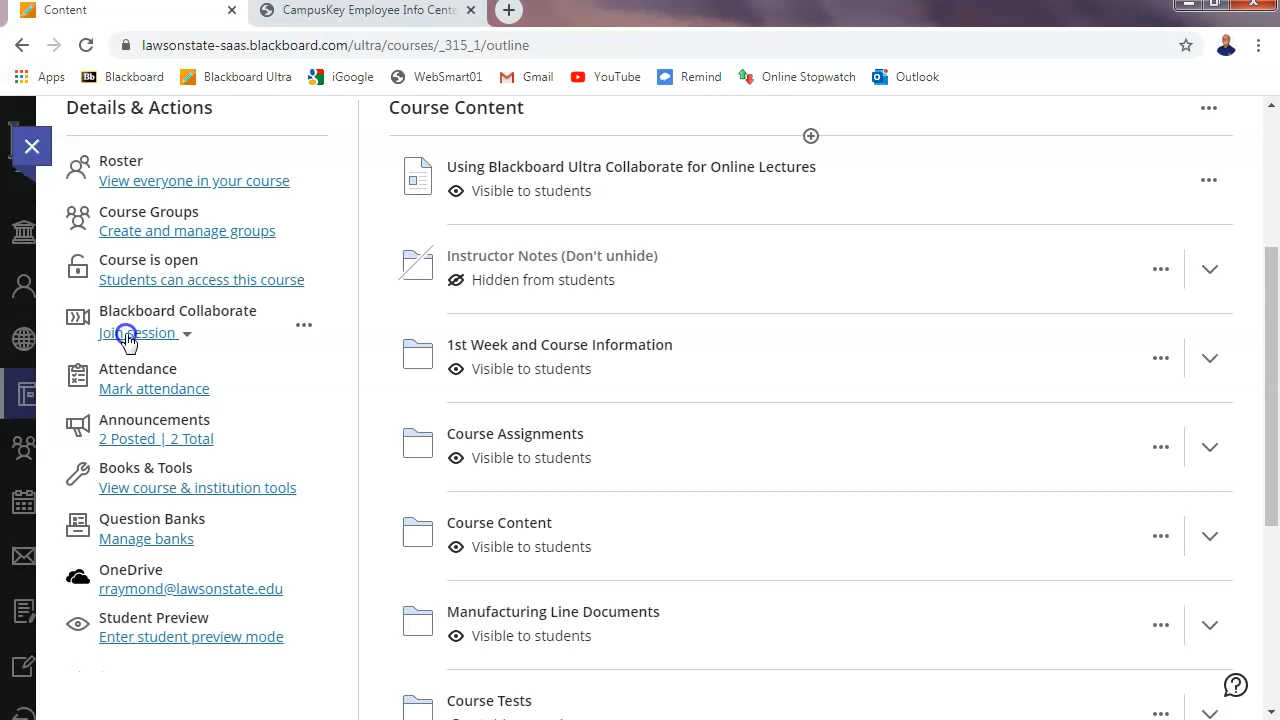 Content
CampusKey Employee Info Cente
lawsonstate-saas.blackboard.com/ultra/courses/_315_1/outline
Apps
Bb Blackboard
Blackboard Ultra
iGoogle
WebSmart01
Gmail
YouTube
Remind
Online Stopwatch
Outlook
Details & Actions
Roster
View everyone in your course
Course Groups
Create and manage groups
Course is open
Students can access this course
Blackboard Collaborate
Join session
Attendance
Mark attendance
Announcements
2 Posted | 2 Total
Books & Tools
View course & institution tools
Question Banks
Manage banks
OneDrive
rraymond@lawsonstate.edu
Student Preview
Enter student preview mode
Course Content
Using Blackboard Ultra Collaborate for Online Lectures
Visible to students
Instructor Notes (Don't unhide)
Hidden from students
1st Week and Course Information
Visible to students
Course Assignments
Visible to students
Course Content
Visible to students
Manufacturing Line Documents
Visible to students
Course Tests